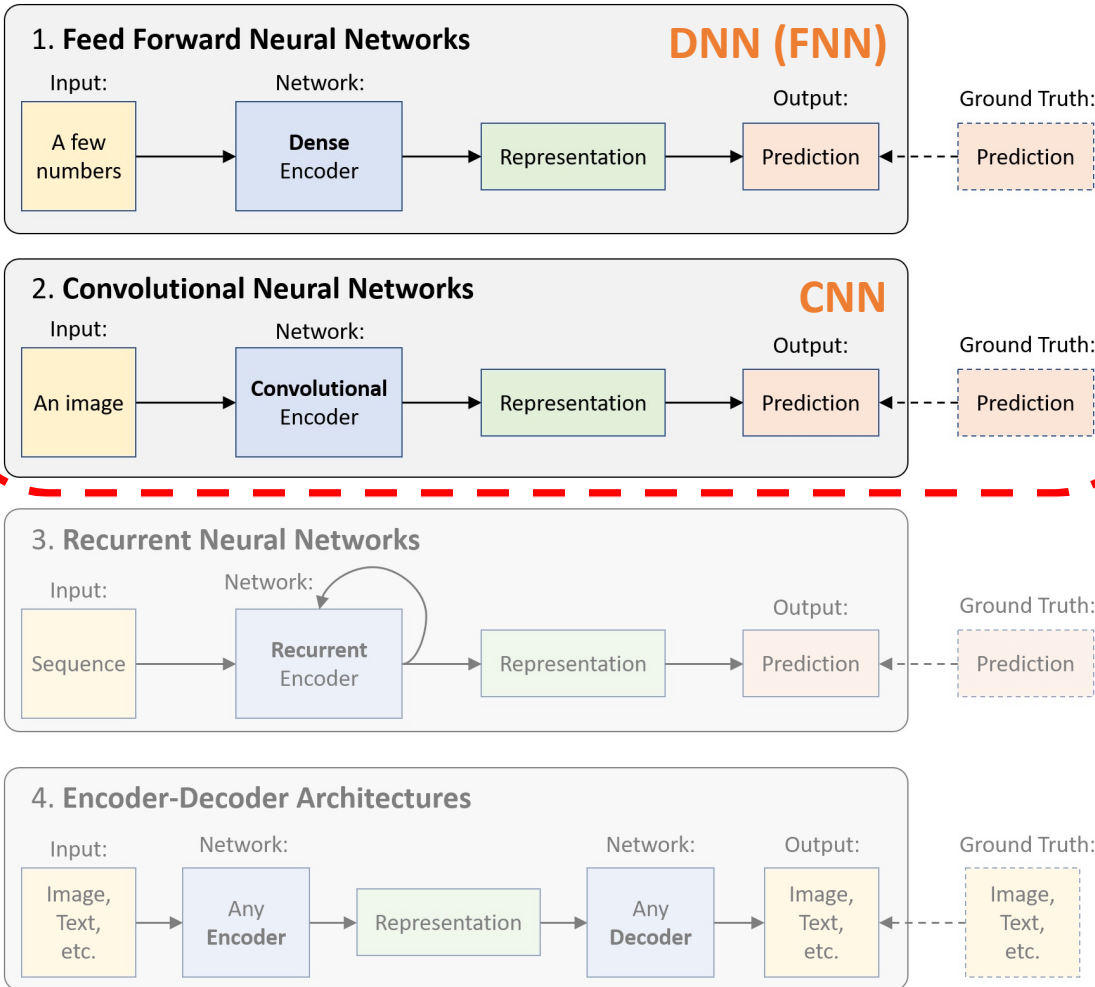 1. Feed Forward Neural Networks
DNN (FNN)
Input:
Network:
Output:
Ground Truth:
A few
numbers
Dense
Encoder
Representation
Prediction
Prediction
2. Convolutional Neural Networks
CNN
Input:
Network:
Output:
Ground Truth:
An image
Convolutional
Encoder
Representation
Prediction
Prediction
3. Recurrent Neural Networks
Input:
Network:
Output:
Ground Truth:
Sequence
Recurrent
Encoder
Representation
Prediction
Prediction
4. Encoder-Decoder Architectures
Input:
Network:
Network:
Output:
Ground Truth:
Image,
Text,
etc.
Any
Encoder
Representation
Any
Decoder
Image,
Text,
etc.
Image,
Text,
etc.